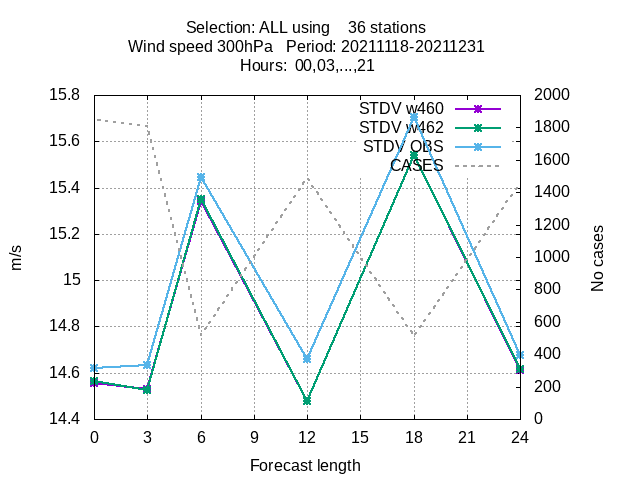 Selection: ALL using 36 stations
Wind speed 300hPa Period: 20211118-20211231
Hours: 00,03,...,21
STDV w460
STDV w462
STDV OBS
CASES
15.8
15.6
15.4
15.2
15
14.8
14.6
14.4
m/s
2000
1800
1600
1400
1200
1000
800
600
400
200
0
No cases
0 3 6 9 12 15 18 21 24
Forecast length